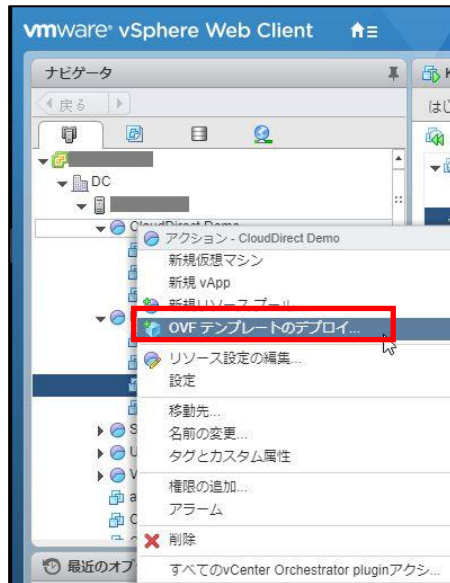 vmware® vSphere Web Client
ナビゲータ
戻る
はじ
DC
CloudDirect Demo
アクション - CloudDirect Demo
新規仮想マシン
新規 vApp
新規リソース プール...
OVF テンプレートのデプロイ...
リソース設定の編集...
設定
移動先...
S
名前の変更...
U
タグとカスタム属性
V
権限の追加...
a
アラーム
C
削除
最近のオブ
すべてのvCenter Orchestrator pluginアクシ...